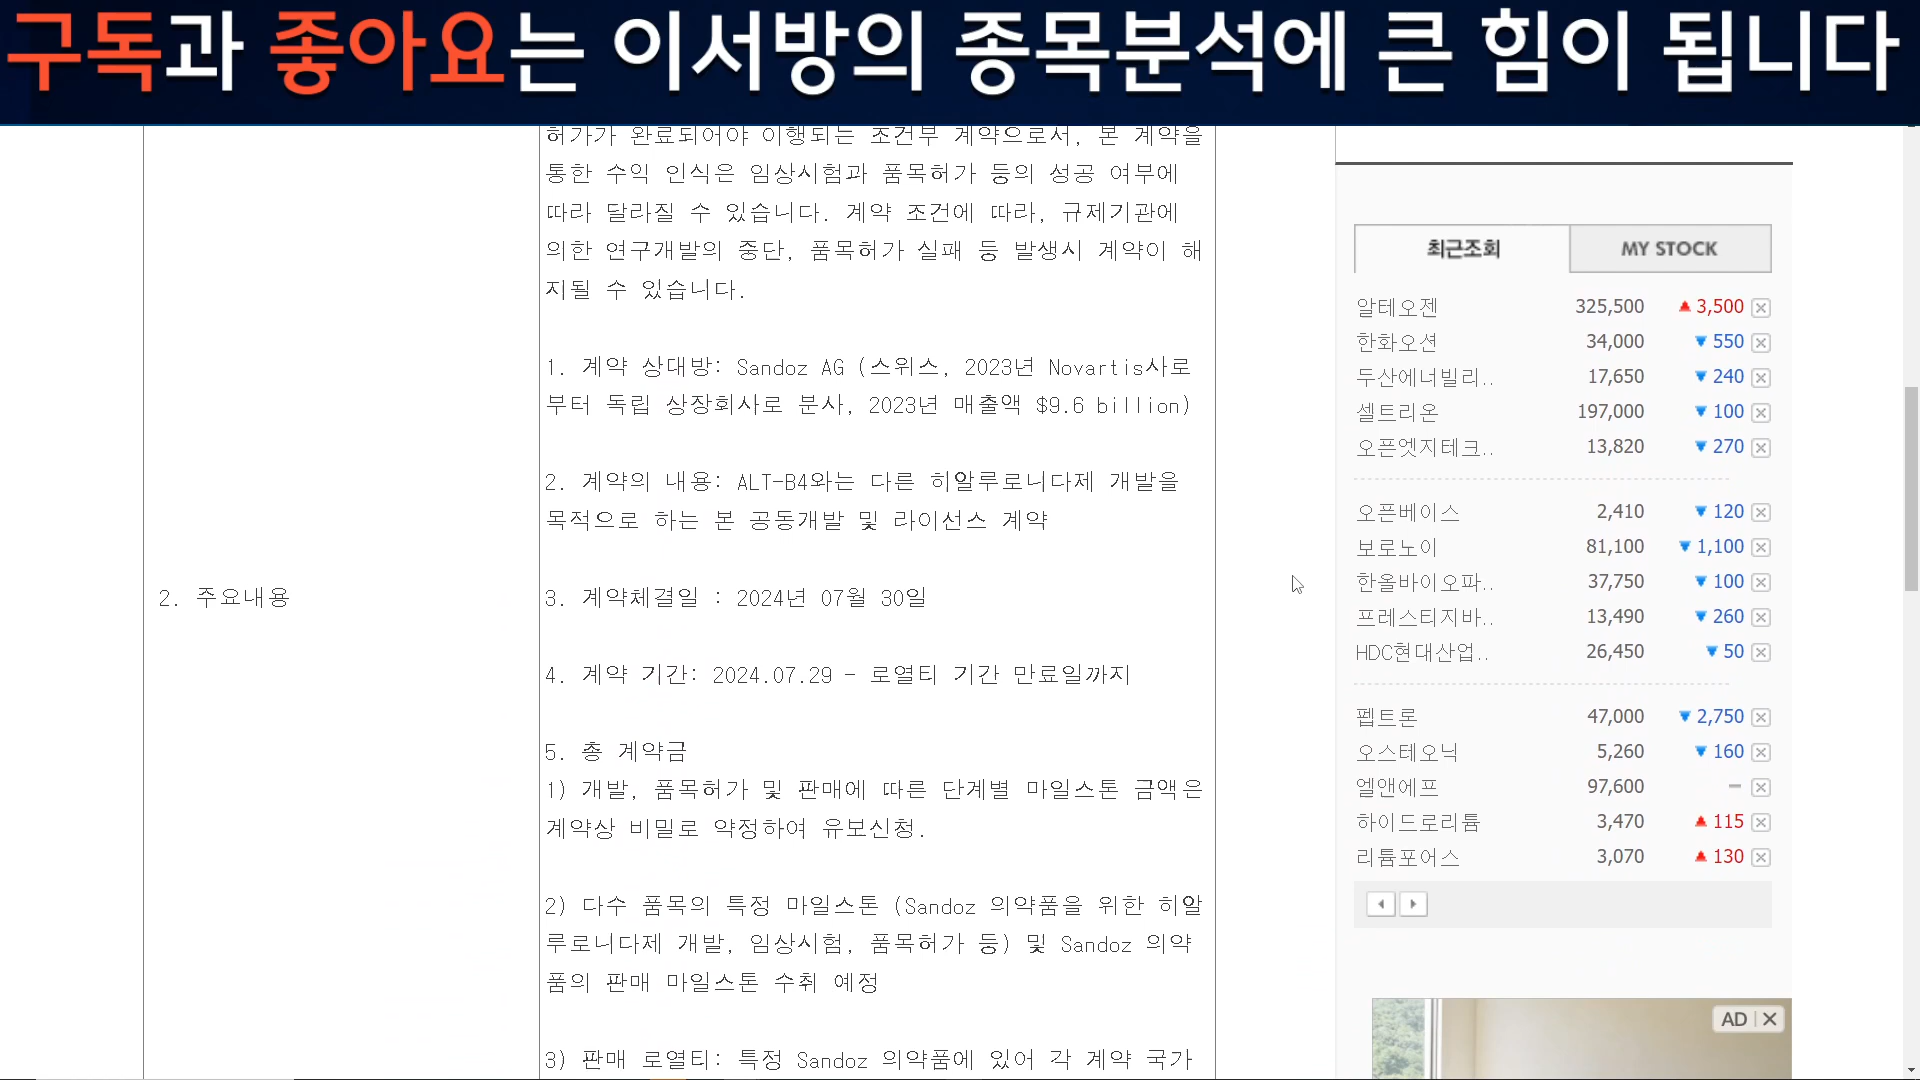 구독과 좋아요는 이서방의 종목분석에 큰 힘이 됩니다
허가가 완료되어야 이행되는 조건부 계약으로서, 본 계약을
통한 수익 인식은 임상시험과 품목허가 등의 성공 여부에
따라 달라질 수 있습니다. 계약 조건에 따라, 규제기관에
의한 연구개발의 중단, 품목허가 실패 등 발생시 계약이 해
지될 수 있습니다.
1. 계약 상대방: Sandoz AG (스위스, 2023년 Novartis사로
부터 독립 상장회사로 분사, 2023년 매출액 $9.6 billion)
2. 계약의 내용: ALT-B4와는 다른 히알루로니다제 개발을
목적으로 하는 본 공동개발 및 라이선스 계약
2. 주요내용
3. 계약체결일 : 2024년 07월 30일
4. 계약 기간: 2024.07.29 - 로열티 기간 만료일까지
5. 총 계약금
1) 개발, 품목허가 및 판매에 따른 단계별 마일스톤 금액은
계약상 비밀로 약정하여 유보신청.
2) 다수 품목의 특정 마일스톤 (Sandoz 의약품을 위한 히알
루로니다제 개발, 임상시험, 품목허가 등) 및 Sandoz 의약
품의 판매 마일스톤 수취 예정
3) 판매 로열티: 특정 Sandoz 의약품에 있어 각 계약 국가
최근조회 MY STOCK
알테오젠 325,500 ▲ 3,500
한화오션 34,000 ▼ 550
두산에너빌리.. 17,650 ▼ 240
셀트리온 197,000 ▼ 100
오픈엣지테크.. 13,820 ▼ 270
오픈베이스 2,410 ▼ 120
보로노이 81,100 ▼ 1,100
한올바이오파.. 37,750 ▼ 100
프레스티지바.. 13,490 ▼ 260
HDC현대산업.. 26,450 ▼ 50
펩트론 47,000 ▼ 2,750
오스테오닉 5,260 ▼ 160
엘앤에프 97,600 -
하이드로리튬 3,470 ▲ 115
리튬포어스 3,070 ▲ 130
AD